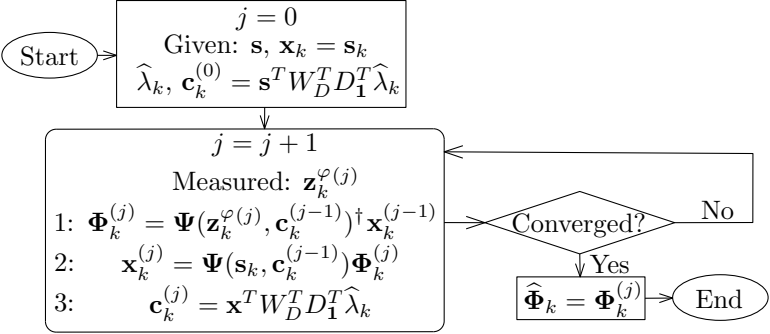 Start
j = 0
Given: s, x_k = s_k
λ̂_k, c_k^{(0)} = s^T W_D^T D_1^T λ̂_k
j = j + 1
Measured: z_k^{φ(j)}
1: Φ_k^{(j)} = Ψ(z_k^{φ(j)}, c_k^{(j−1)})^† x_k^{(j−1)}
2: x_k^{(j)} = Ψ(s_k, c_k^{(j−1)})Φ_k^{(j)}
3: c_k^{(j)} = x^T W_D^T D_1^T λ̂_k
Converged?
No
Yes
Φ̂_k = Φ_k^{(j)}
End